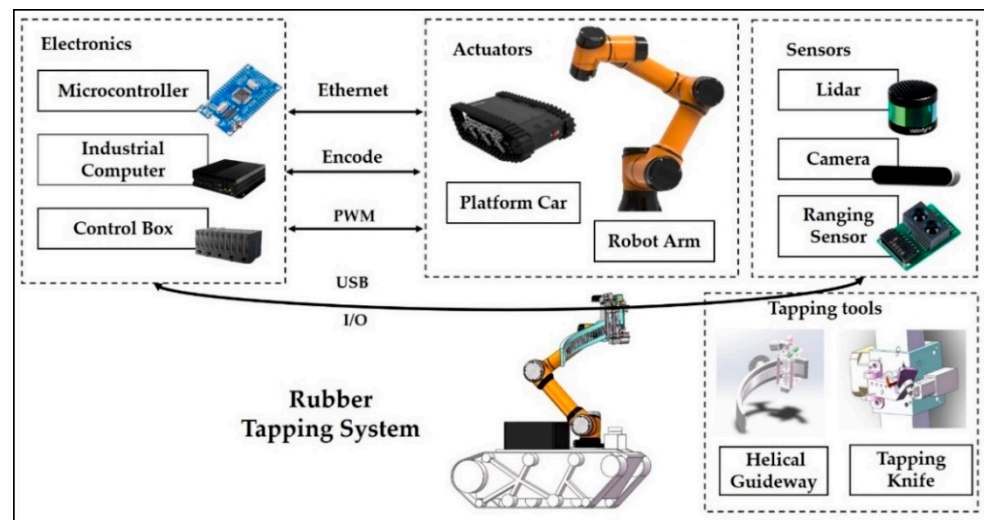 Electronics
Microcontroller
Industrial
Computer
Control Box
Ethernet
Encode
PWM
USB
I/O
Actuators
Platform Car
Robot Arm
Sensors
Lidar
Camera
Ranging
Sensor
Rubber
Tapping System
Tapping tools
Helical
Guideway
Tapping
Knife